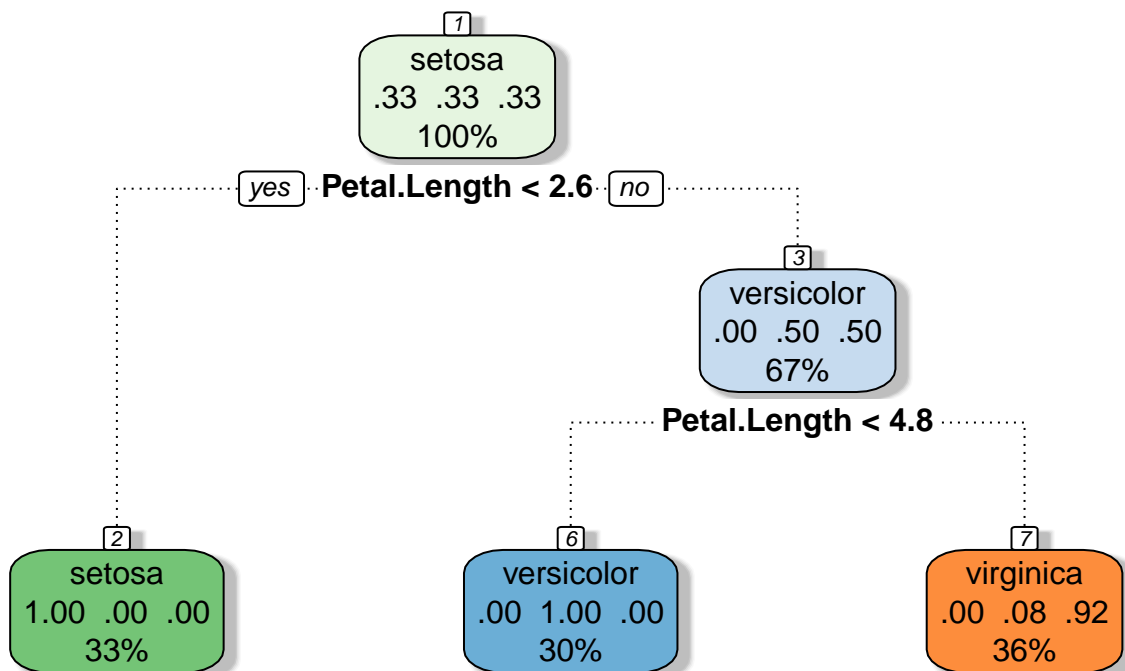 1
setosa
.33 .33 .33
100%
yes Petal.Length < 2.6 no
3
versicolor
.00 .50 .50
67%
Petal.Length < 4.8
2
setosa
1.00 .00 .00
33%
6
versicolor
.00 1.00 .00
30%
7
virginica
.00 .08 .92
36%